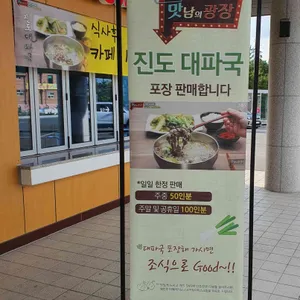 맛남의 광장
진도 대파국
포장 판매합니다
*일일 한정 판매
주중 50인분
주말 및 공휴일 100인분
대파국 포장해 가시면
조식으로 Good~!!
식사후
카페